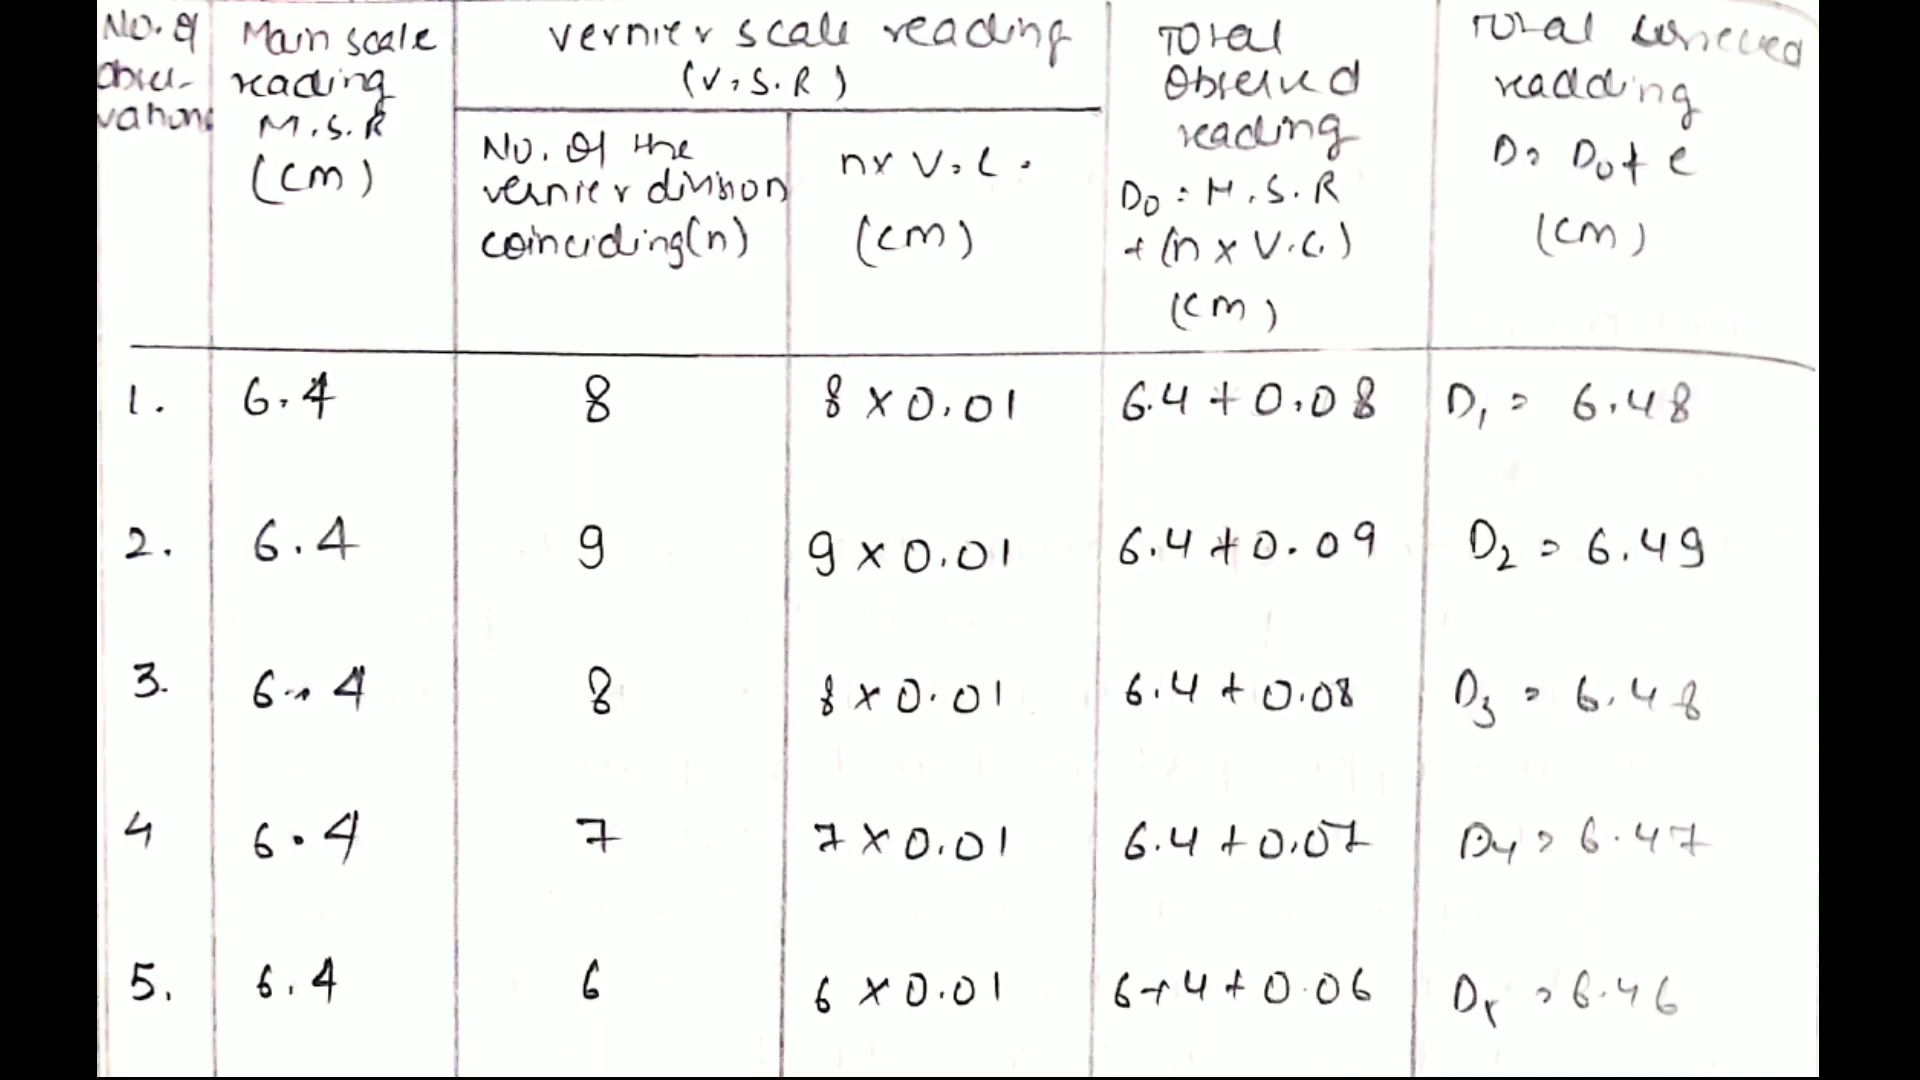 No. of obser-vations
Main scale reading M.S.R (cm)
vernier scale reading (V.S.R)
No. of the vernier division coinciding(n)
n x V.C. (cm)
Total Observed reading D0 = M.S.R + (n x V.C.) (cm)
Total corrected readding D = D0 + e (cm)
1. 6.4 8 8 x 0.01 6.4 + 0.08 D1 = 6.48
2. 6.4 9 9 x 0.01 6.4 + 0.09 D2 = 6.49
3. 6.4 8 8 x 0.01 6.4 + 0.08 D3 = 6.48
4 6.4 7 7 x 0.01 6.4 + 0.07 D4 = 6.47
5. 6.4 6 6 x 0.01 6+4 + 0.06 D5 = 6.46